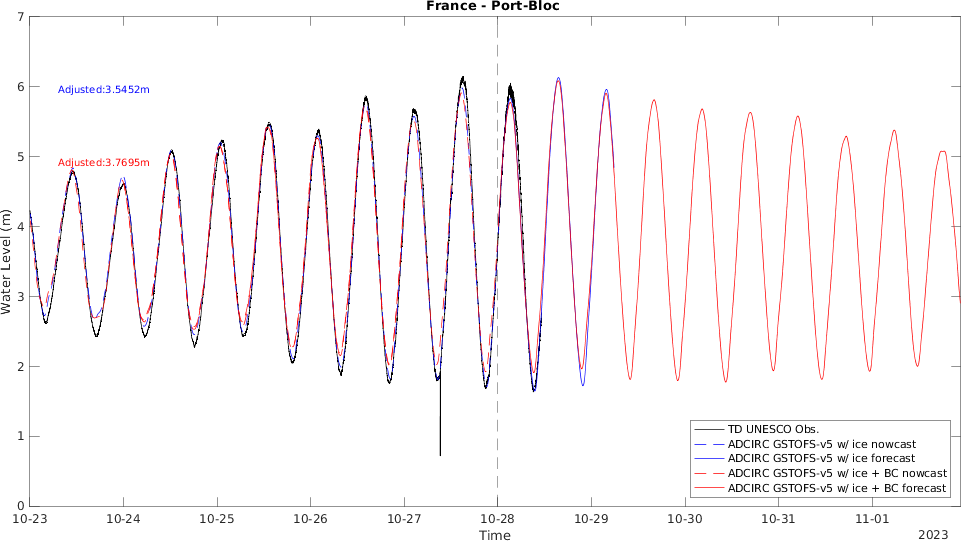 France - Port-Bloc
7
6
5
4
3
2
1
0
Water Level (m)
Adjusted:3.5452m
Adjusted:3.7695m
TD UNESCO Obs.
ADCIRC GSTOFS-v5 w/ ice nowcast
ADCIRC GSTOFS-v5 w/ ice forecast
ADCIRC GSTOFS-v5 w/ ice + BC nowcast
ADCIRC GSTOFS-v5 w/ ice + BC forecast
10-23 10-24 10-25 10-26 10-27 10-28 10-29 10-30 10-31 11-01
Time
2023